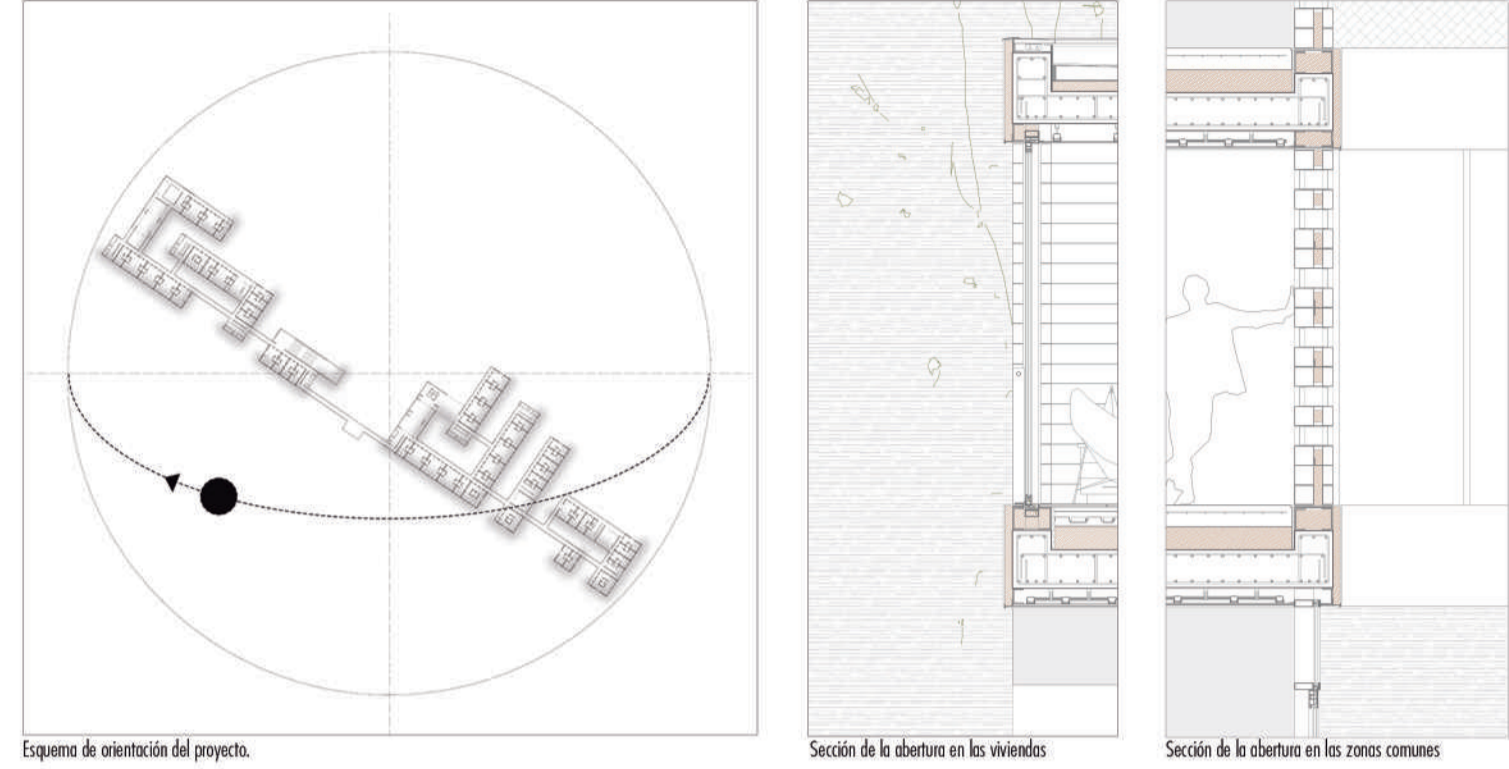 Esquema de orientación del proyecto.
Sección de la abertura en las viviendas
Sección de la abertura en las zonas comunes